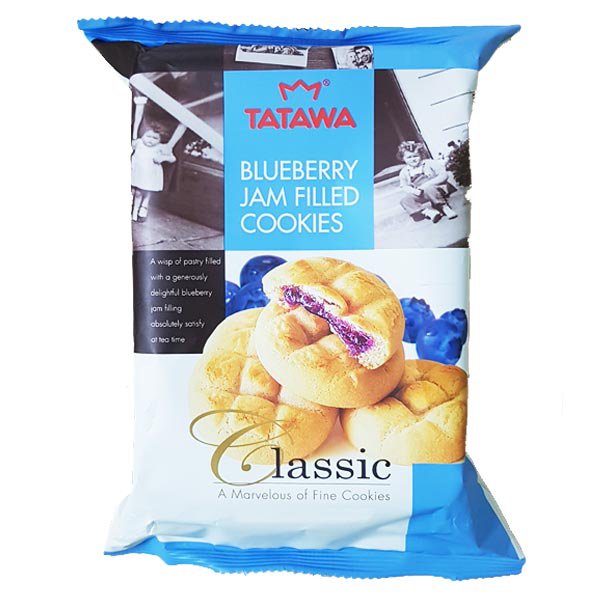 TATAWA®
BLUEBERRY
JAM FILLED
COOKIES
A wisp of pastry filled
with a generously
delightful blueberry
jam filling
absolutely satisfy
at tea time
Classic
A Marvelous of Fine Cookies